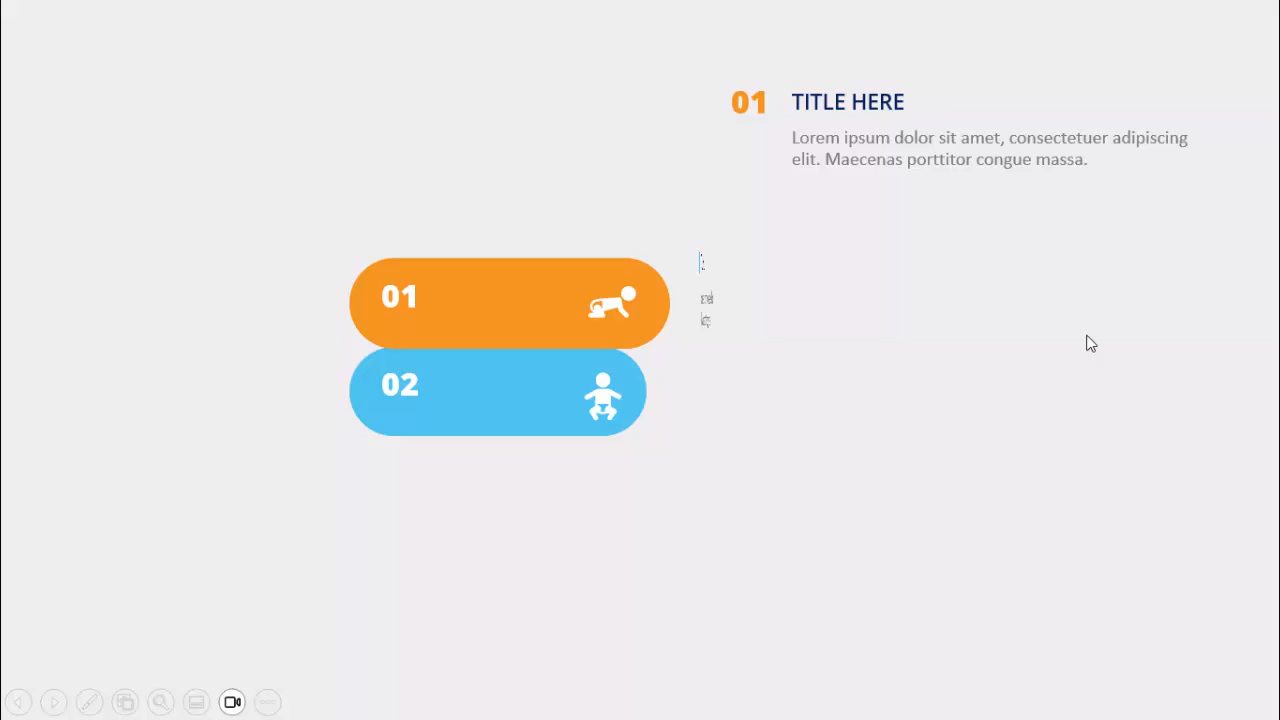 01 TITLE HERE
Lorem ipsum dolor sit amet, consectetuer adipiscing
elit. Maecenas porttitor congue massa.
01
02